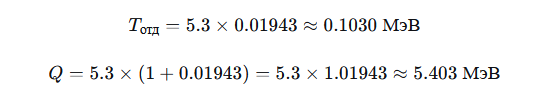 Tотд = 5.3 × 0.01943 ≈ 0.1030 МэВ
Q = 5.3 × (1 + 0.01943) = 5.3 × 1.01943 ≈ 5.403 МэВ